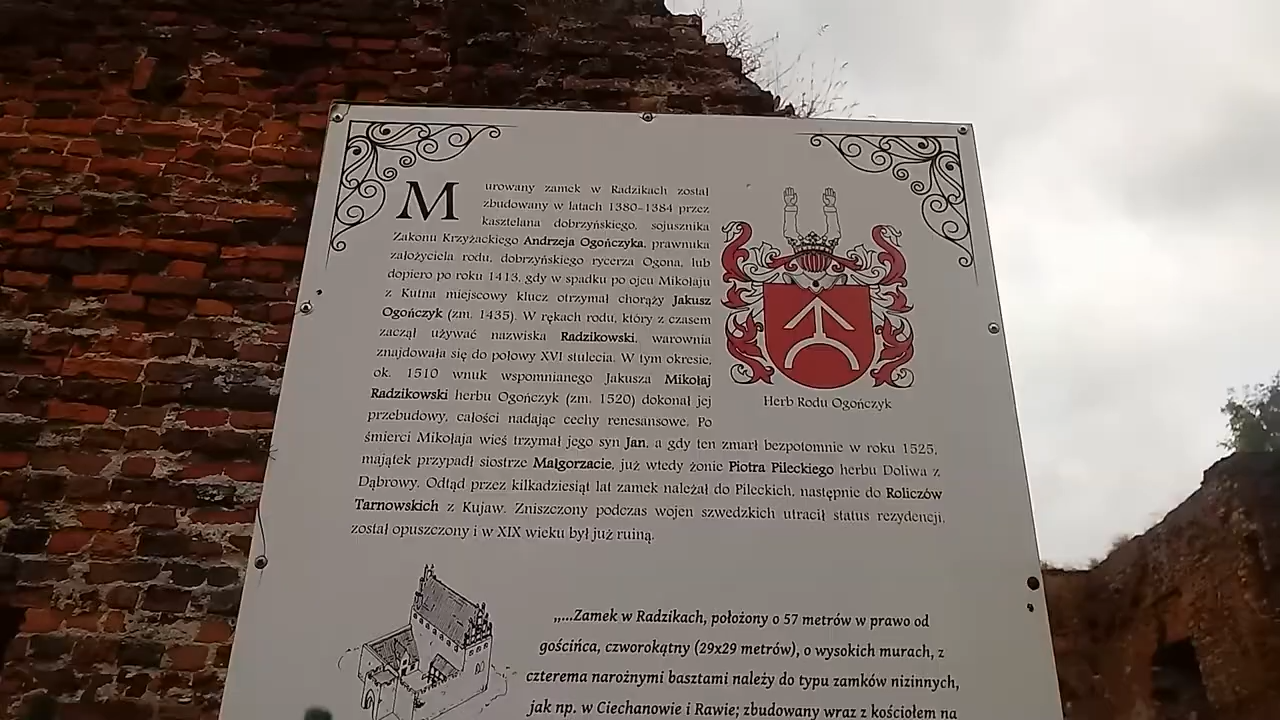 Murowany zamek w Radzikach został
zbudowany w latach 1380-1384 przez
kasztelana dobrzyńskiego, sojusznika
Zakonu Krzyżackiego Andrzeja Ogończyka, prawnuka
założyciela rodu, dobrzyńskiego rycerza Ogona, lub
dopiero po roku 1413, gdy w spadku po ojcu Mikołaju
z Kutna miejscowy klucz otrzymał chorąży Jakusz
Ogończyk (zm. 1435). W rękach rodu, który z czasem
zaczął używać nazwiska Radzikowski, warownia
znajdowała się do połowy XVI stulecia. W tym okresie,
ok. 1510 wnuk wspomnianego Jakusza Mikołaj
Radzikowski herbu Ogończyk (zm. 1520) dokonał jej
przebudowy, całości nadając cechy renesansowe. Po
śmierci Mikołaja wieś trzymał jego syn Jan, a gdy ten zmarł bezpotomnie w roku 1525,
majątek przypadł siostrze Małgorzacie, już wtedy żonie Piotra Pileckiego herbu Doliwa z
Dąbrowy. Odtąd przez kilkadziesiąt lat zamek należał do Pileckich, następnie do Roliczów
Tarnowskich z Kujaw. Zniszczony podczas wojen szwedzkich utracił status rezydencji,
został opuszczony i w XIX wieku był już ruiną.
Herb Rodu Ogończyk
„...Zamek w Radzikach, położony o 57 metrów w prawo od
gościńca, czworokątny (29x29 metrów), o wysokich murach, z
czterema narożnymi basztami należy do typu zamków nizinnych,
jak np. w Ciechanowie i Rawie; zbudowany wraz z kościołem na